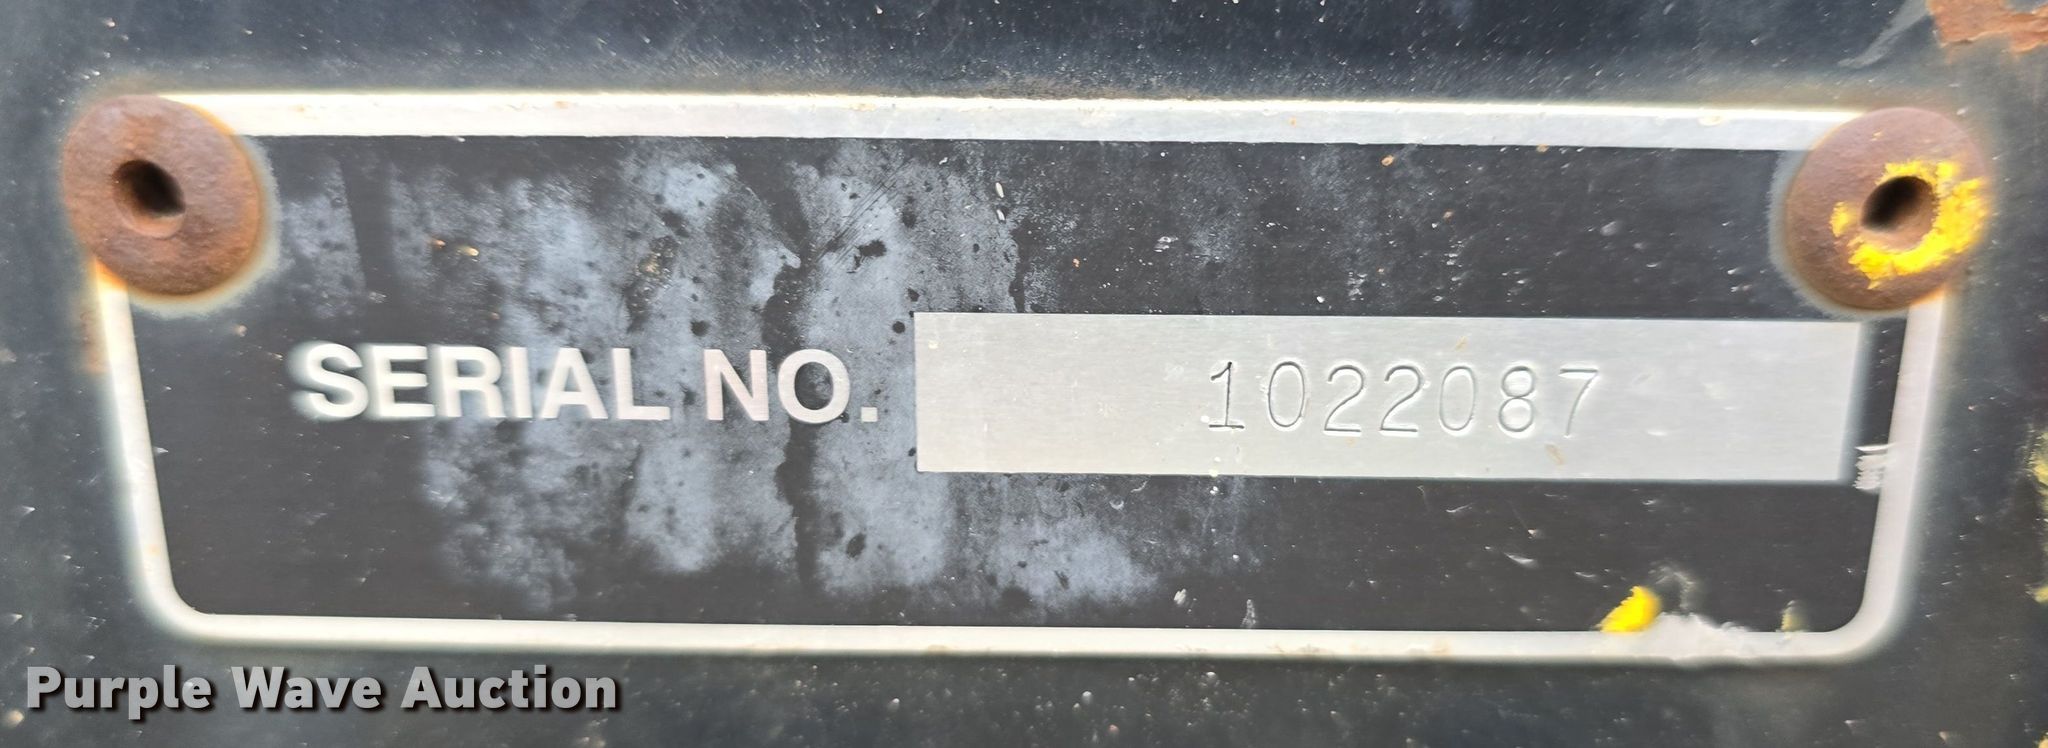 SERIAL NO. 1022087
Purple Wave Auction